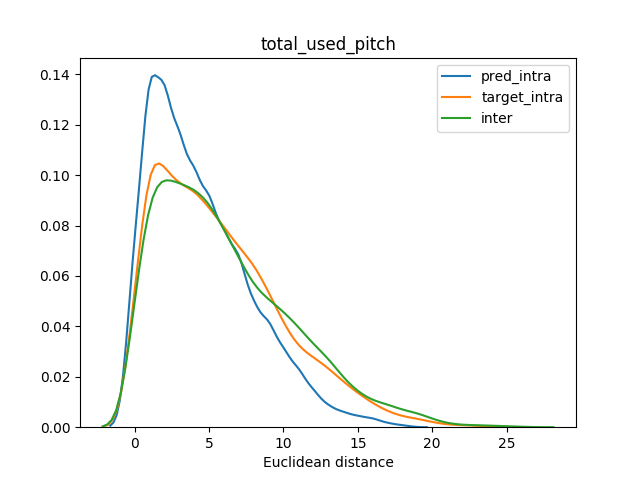 total_used_pitch
0.14
0.12
0.10
0.08
0.06
0.04
0.02
0.00
pred_intra
target_intra
inter
0 5 10 15 20 25
Euclidean distance